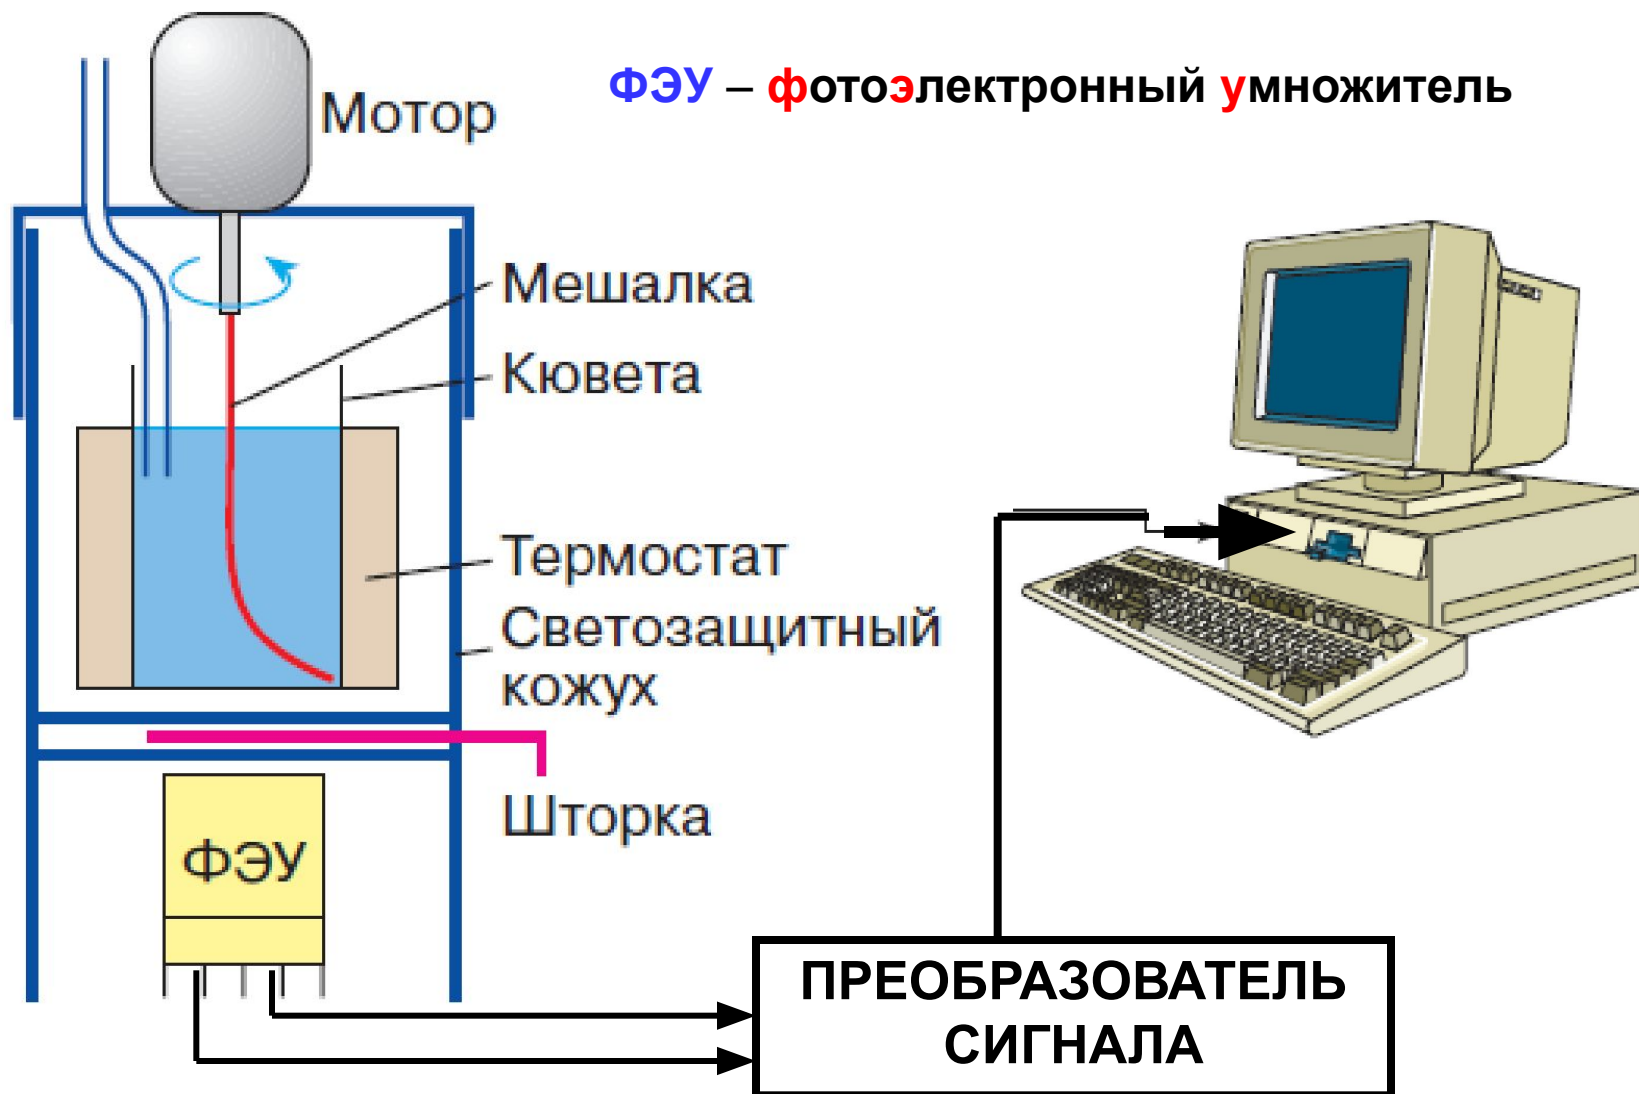 ФЭУ – фотоэлектронный умножитель
Мотор
Мешалка
Кювета
Термостат
Светозащитный
кожух
Шторка
ФЭУ
ПРЕОБРАЗОВАТЕЛЬ
СИГНАЛА